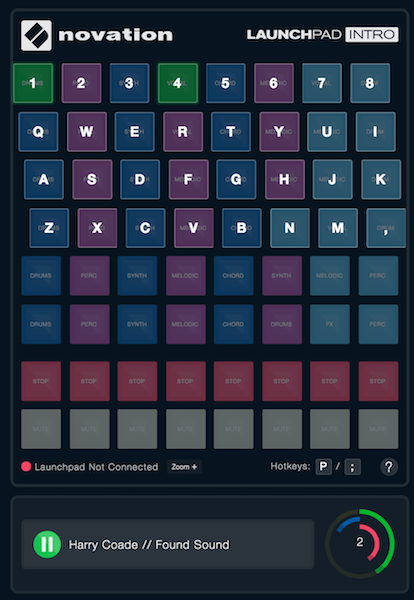 novation LAUNCHPAD INTRO
1 2 3 4 5 6 7 8
Q W E R T Y U I
A S D F G H J K
Z X C V B N M ,
DRUMS PERC SYNTH MELODIC CHORD SYNTH MELODIC PERC
DRUMS PERC SYNTH MELODIC CHORD DRUMS FX PERC
STOP STOP STOP STOP STOP STOP STOP STOP
MUTE MUTE MUTE MUTE MUTE MUTE MUTE MUTE
Launchpad Not Connected Zoom + Hotkeys: P / ; ?
Harry Coade // Found Sound 2